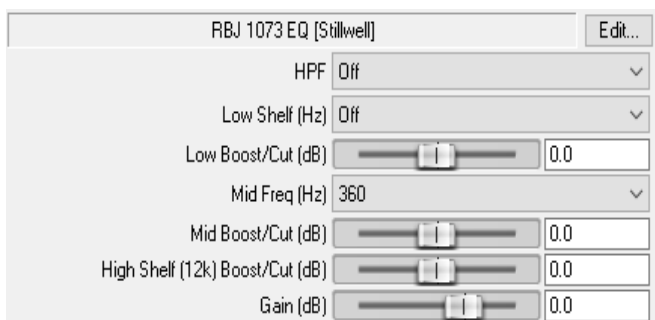 RBJ 1073 EQ [Stillwell] Edit...
HPF Off
Low Shelf (Hz) Off
Low Boost/Cut (dB) 0.0
Mid Freq (Hz) 360
Mid Boost/Cut (dB) 0.0
High Shelf (12k) Boost/Cut (dB) 0.0
Gain (dB) 0.0